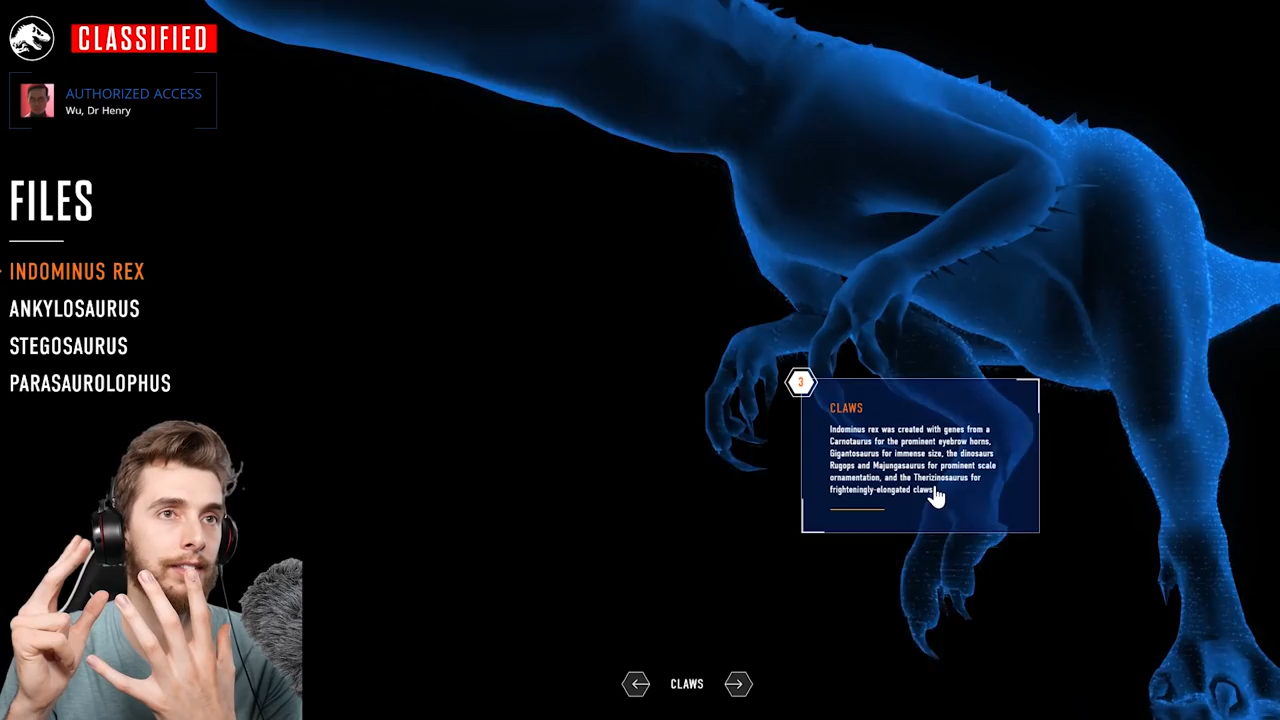 CLASSIFIED
AUTHORIZED ACCESS
Wu, Dr Henry
FILES
INDOMINUS REX
ANKYLOSAURUS
STEGOSAURUS
PARASAUROLOPHUS
3
CLAWS
Indominus rex was created with genes from a
Carnotaurus for the prominent eyebrow horns,
Gigantosaurus for immense size, the dinosaurs
Rugops and Majungasaurus for prominent scale
ornamentation, and the Therizinosaurus for
frighteningly-elongated claws
CLAWS